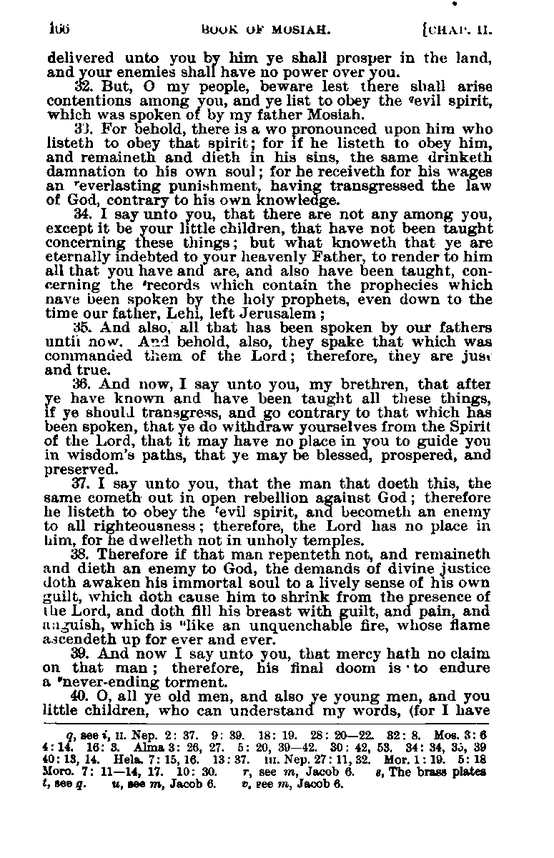 166 BOOK OF MOSIAH. [CHAP. II.
delivered unto you by him ye shall prosper in the land,
and your enemies shall have no power over you.
32. But, O my people, beware lest there shall arise
contentions among you, and ye list to obey the qevil spirit,
which was spoken of by my father Mosiah.
33. For behold, there is a wo pronounced upon him who
listeth to obey that spirit; for if he listeth to obey him,
and remaineth and dieth in his sins, the same drinketh
damnation to his own soul; for he receiveth for his wages
an reverlasting punishment, having transgressed the law
of God, contrary to his own knowledge.
34. I say unto you, that there are not any among you,
except it be your little children, that have not been taught
concerning these things; but what knoweth that ye are
eternally indebted to your heavenly Father, to render to him
all that you have and are, and also have been taught, con-
cerning the srecords which contain the prophecies which
have been spoken by the holy prophets, even down to the
time our father, Lehi, left Jerusalem;
35. And also, all that has been spoken by our fathers
until now. And behold, also, they spake that which was
commanded them of the Lord; therefore, they are just
and true.
36. And now, I say unto you, my brethren, that after
ye have known and have been taught all these things,
if ye should transgress, and go contrary to that which has
been spoken, that ye do withdraw yourselves from the Spirit
of the Lord, that it may have no place in you to guide you
in wisdom's paths, that ye may be blessed, prospered, and
preserved.
37. I say unto you, that the man that doeth this, the
same cometh out in open rebellion against God; therefore
he listeth to obey the tevil spirit, and becometh an enemy
to all righteousness; therefore, the Lord has no place in
him, for he dwelleth not in unholy temples.
38. Therefore if that man repenteth not, and remaineth
and dieth an enemy to God, the demands of divine justice
doth awaken his immortal soul to a lively sense of his own
guilt, which doth cause him to shrink from the presence of
the Lord, and doth fill his breast with guilt, and pain, and
anguish, which is ulike an unquenchable fire, whose flame
ascendeth up for ever and ever.
39. And now I say unto you, that mercy hath no claim
on that man; therefore, his final doom is to endure
a vnever-ending torment.
40. O, all ye old men, and also ye young men, and you
little children, who can understand my words, (for I have
q, see i, II. Nep. 2: 37. 9: 39. 18: 19. 28: 20—22. 32: 8. Mos. 3: 6
4: 14. 16: 3. Alma 3: 26, 27. 5: 20, 39—42. 30: 42, 53. 34: 34, 35, 39
40: 13, 14. Hela. 7: 15, 16. 13: 37. III. Nep. 27: 11, 32. Mor. 1: 19. 5: 18
Moro. 7: 11—14, 17. 10: 30. r, see m, Jacob 6. s, The brass plates
t, see q. u, see m, Jacob 6. v, see m, Jacob 6.